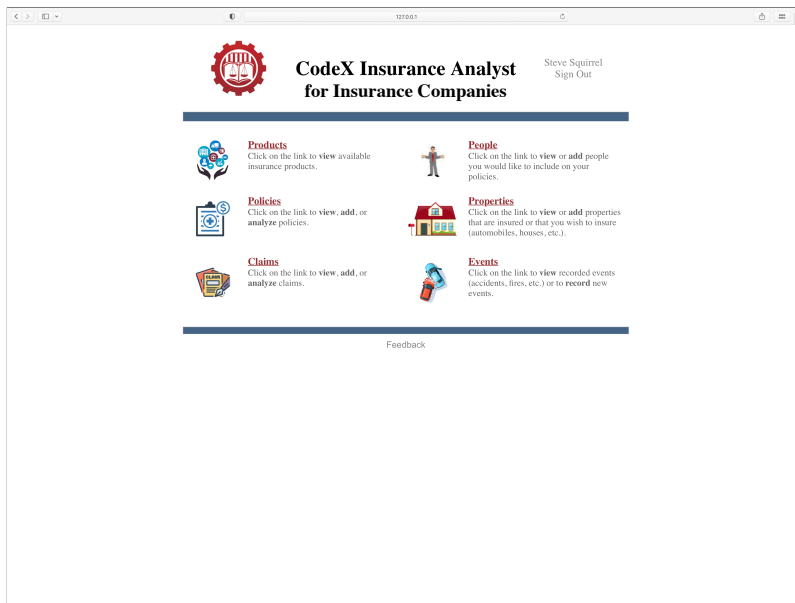 127.0.0.1
CodeX Insurance Analyst
for Insurance Companies
Steve Squirrel
Sign Out
Products
Click on the link to view available
insurance products.
People
Click on the link to view or add people
you would like to include on your
policies.
Policies
Click on the link to view, add, or
analyze policies.
Properties
Click on the link to view or add properties
that are insured or that you wish to insure
(automobiles, houses, etc.).
CLAIM
Claims
Click on the link to view, add, or
analyze claims.
Events
Click on the link to view recorded events
(accidents, fires, etc.) or to record new
events.
Feedback